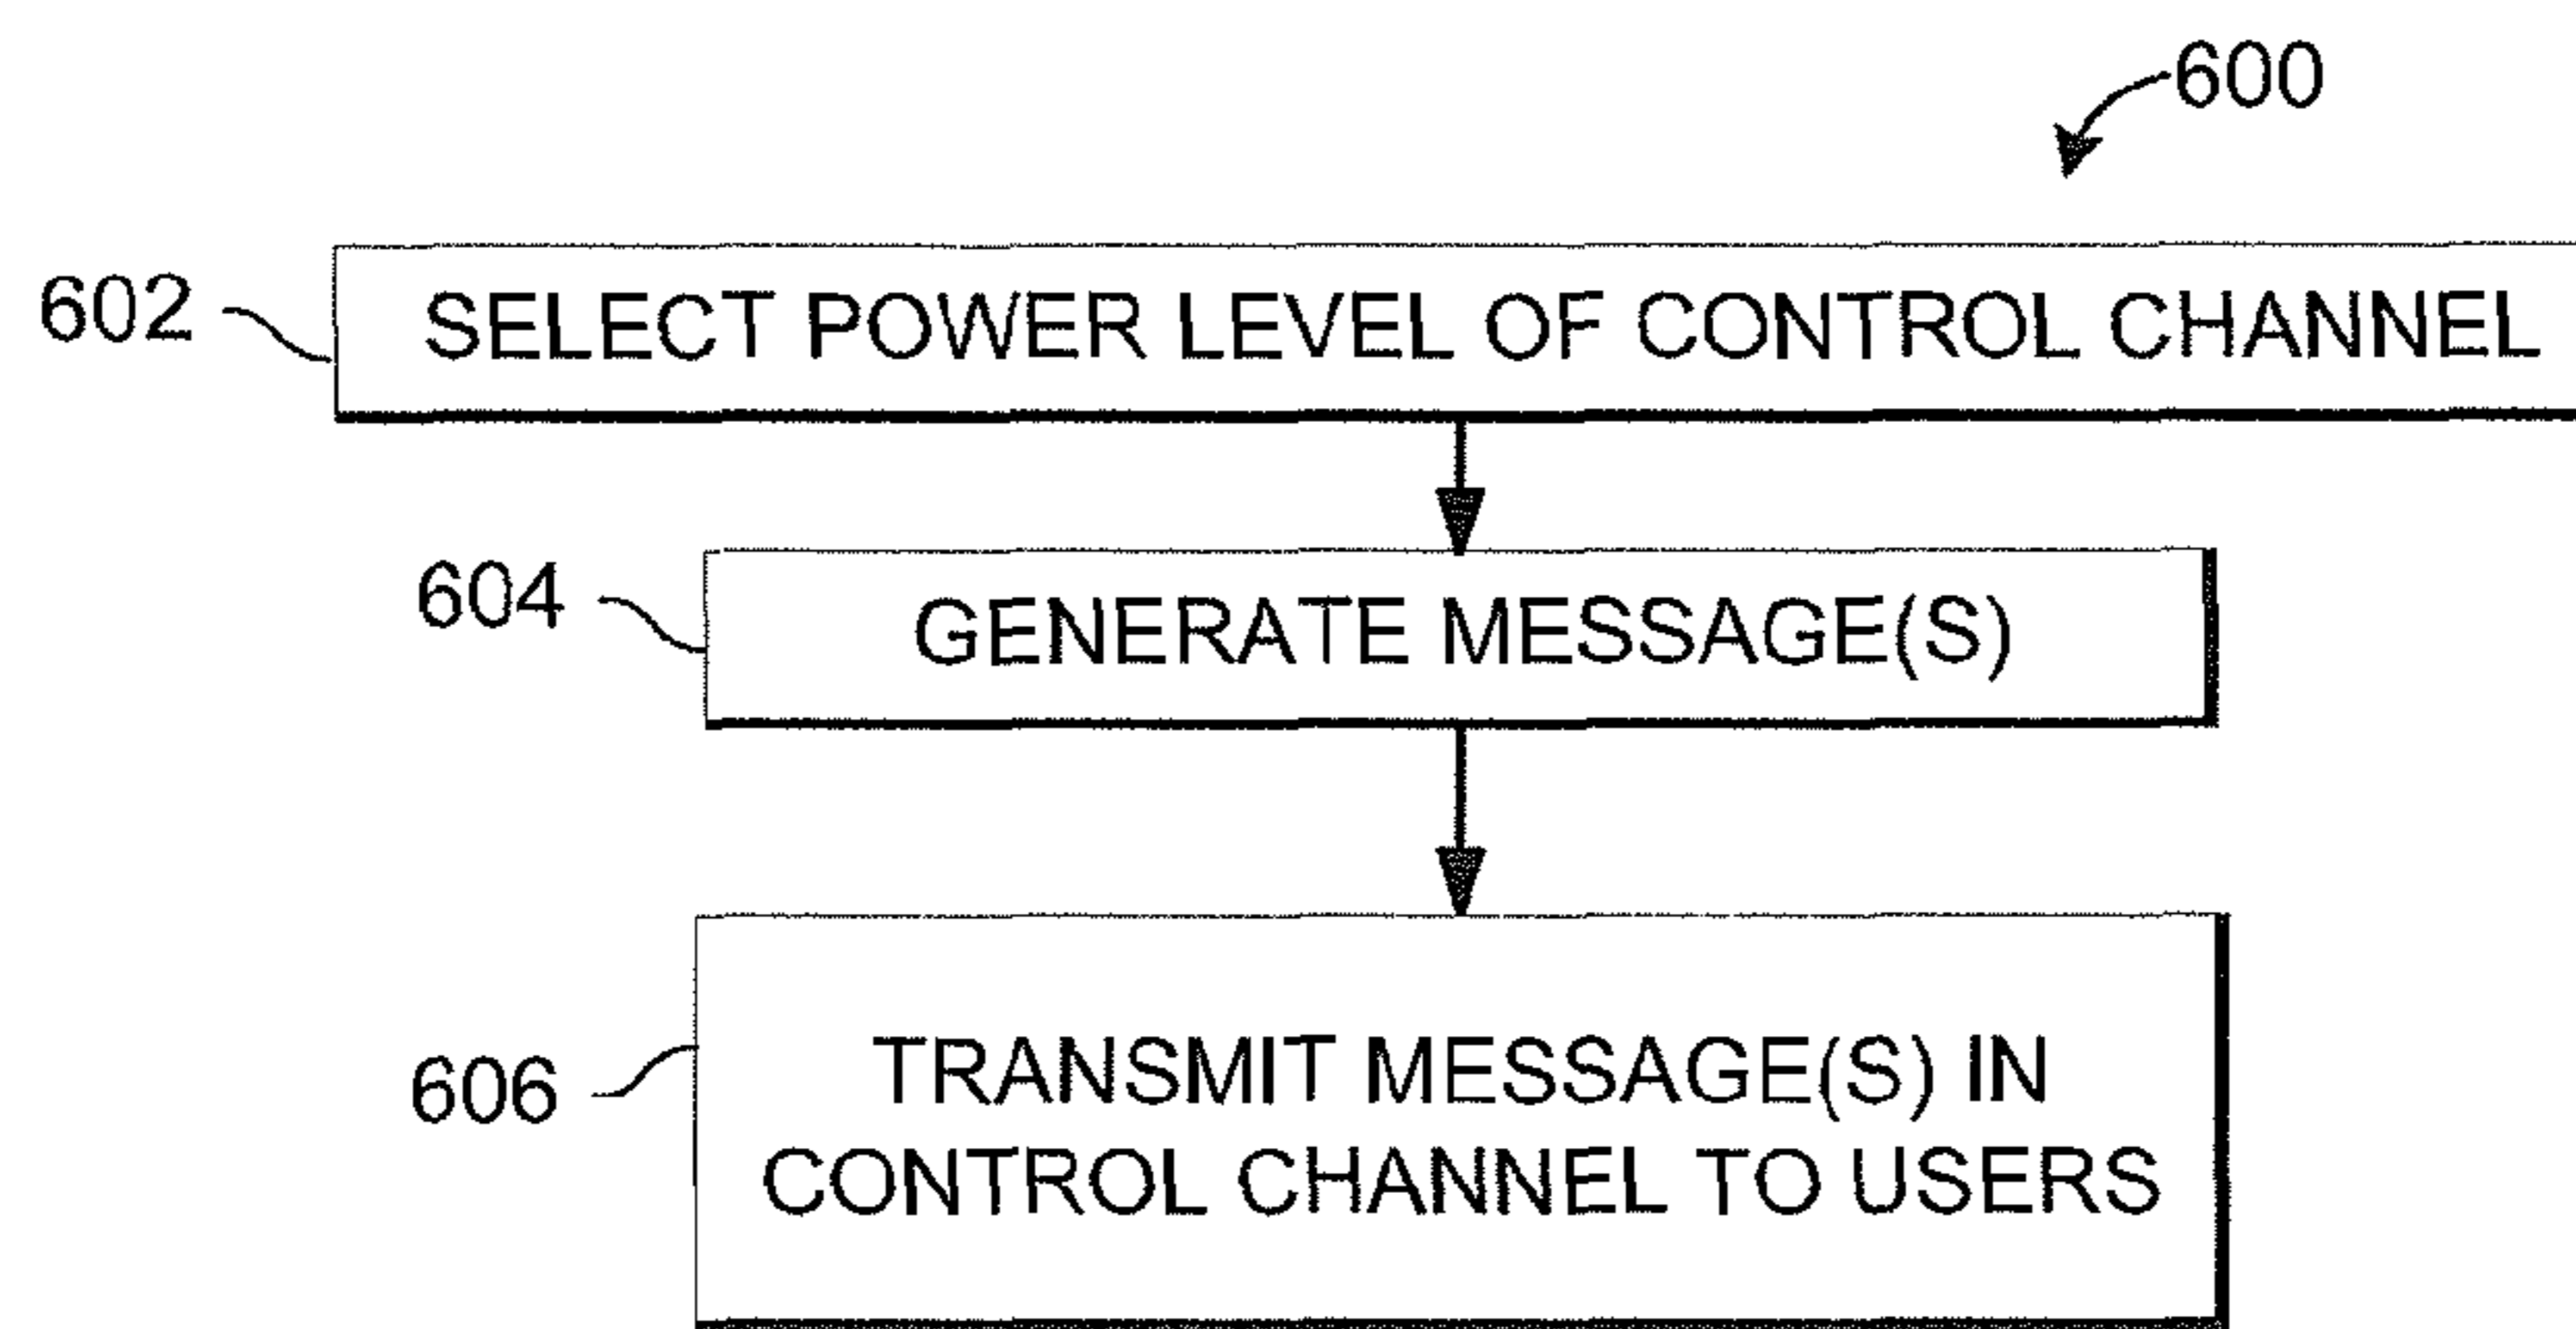 600
602
SELECT POWER LEVEL OF CONTROL CHANNEL
604
GENERATE MESSAGE(S)
606
TRANSMIT MESSAGE(S) IN
CONTROL CHANNEL TO USERS